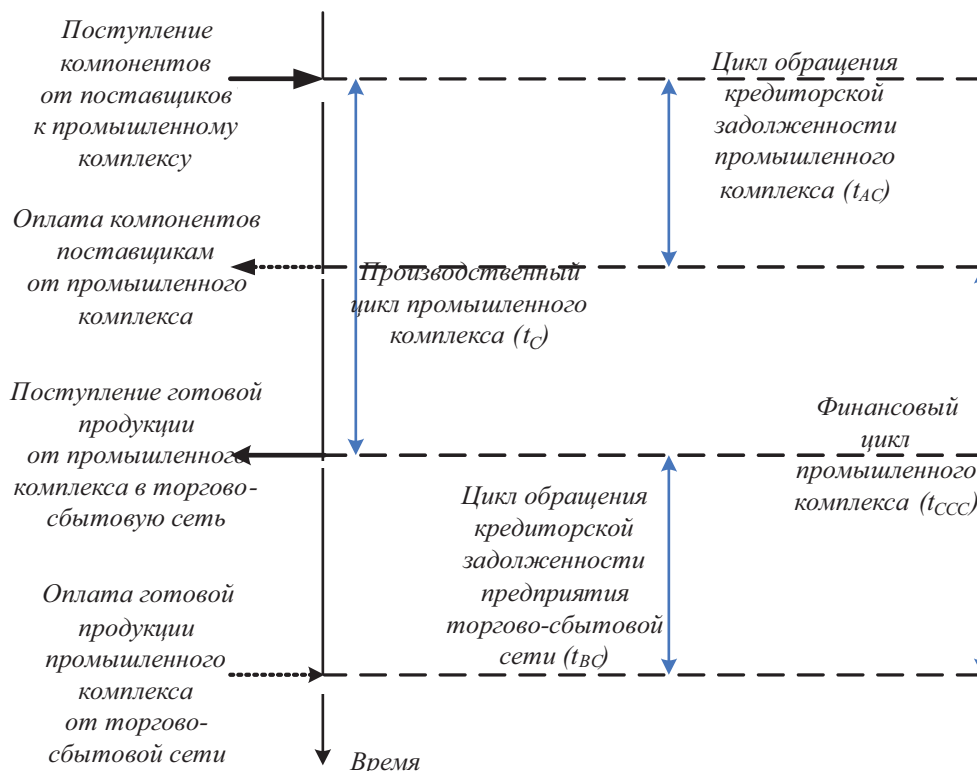 Поступление
компонентов
от поставщиков
к промышленному
комплексу
Цикл обращения
кредиторской
задолженности
промышленного
комплекса (tAC)
Оплата компонентов
поставщикам
от промышленного
комплекса
Производственный
цикл промышленного
комплекса (tC)
Поступление готовой
продукции
от промышленного
комплекса в торгово-
сбытовую сеть
Финансовый
цикл
промышленного
комплекса (tCCC)
Цикл обращения
кредиторской
задолженности
предприятия
торгово-сбытовой
сети (tBC)
Оплата готовой
продукции
промышленного
комплекса
от торгово-
сбытовой сети
Время